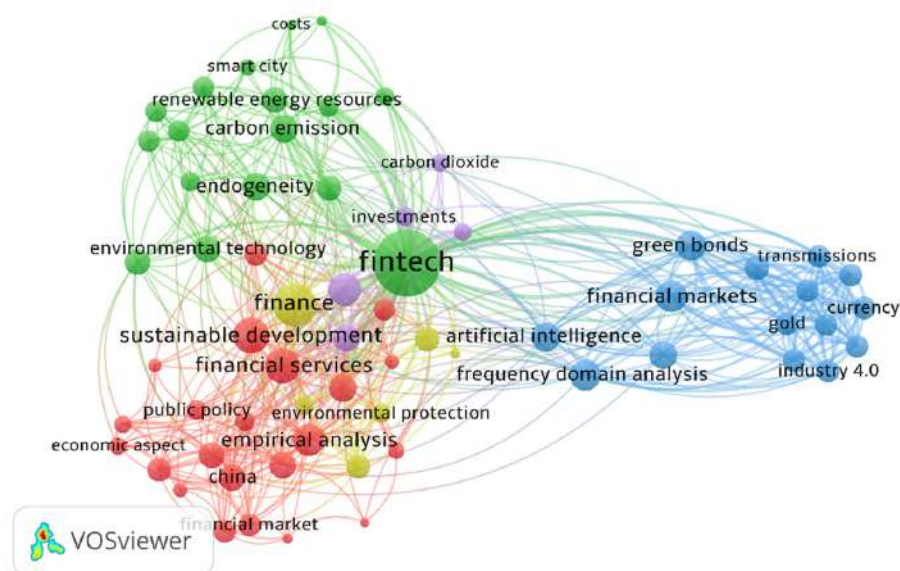 costs
smart city
renewable energy resources
carbon emission
carbon dioxide
endogeneity
investments
environmental technology
fintech
green bonds
transmissions
finance
financial markets
currency
gold
sustainable development
artificial intelligence
financial services
frequency domain analysis
industry 4.0
public policy
environmental protection
economic aspect
empirical analysis
china
financial market
VOSviewer